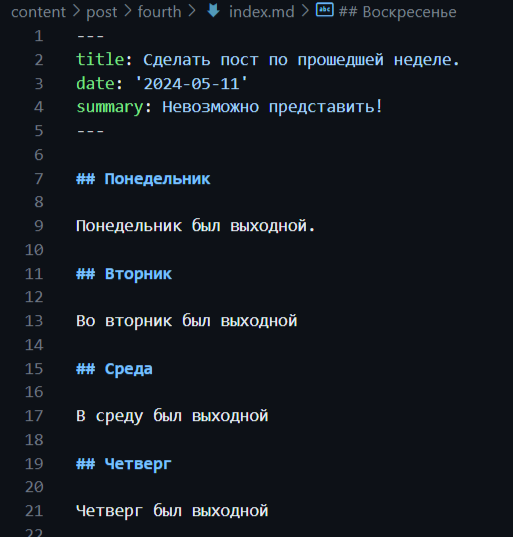 content > post > fourth > index.md > ## Воскресенье
1 ---
2 title: Сделать пост по прошедшей неделе.
3 date: '2024-05-11'
4 summary: Невозможно представить!
5 ---
6
7 ## Понедельник
8
9 Понедельник был выходной.
10
11 ## Вторник
12
13 Во вторник был выходной
14
15 ## Среда
16
17 В среду был выходной
18
19 ## Четверг
20
21 Четверг был выходной
22